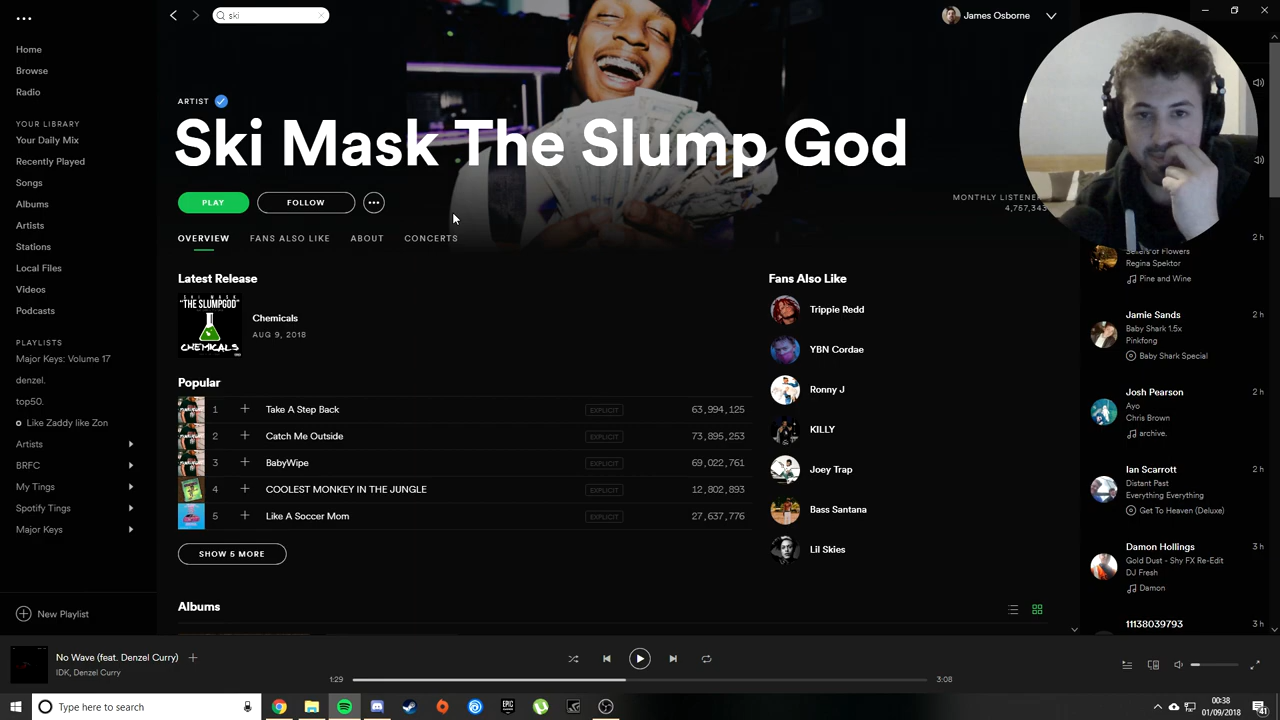 ski
James Osborne
Home
Browse
Radio
YOUR LIBRARY
Your Daily Mix
Recently Played
Songs
Albums
Artists
Stations
Local Files
Videos
Podcasts
PLAYLISTS
Major Keys: Volume 17
denzel.
top50.
Like Zaddy like Zon
Artists
BRFC
My Tings
Spotify Tings
Major Keys
New Playlist
ARTIST
Ski Mask The Slump God
PLAY
FOLLOW
MONTHLY LISTENER
4,757,343
OVERVIEW
FANS ALSO LIKE
ABOUT
CONCERTS
Latest Release
SKI MASK
"THE SLUMPGOD"
CHEMICALS
Chemicals
AUG 9, 2018
Popular
1 Take A Step Back EXPLICIT 63,994,125
2 Catch Me Outside EXPLICIT 73,895,253
3 BabyWipe EXPLICIT 69,022,761
4 COOLEST MONKEY IN THE JUNGLE EXPLICIT 12,802,893
5 Like A Soccer Mom EXPLICIT 27,637,776
SHOW 5 MORE
Albums
Fans Also Like
Trippie Redd
YBN Cordae
Ronny J
KILLY
Joey Trap
Bass Santana
Lil Skies
2 h
of Flowers
Regina Spektor
Pine and Wine
Jamie Sands 2 h
Baby Shark 1.5x
Pinkfong
Baby Shark Special
Josh Pearson 2 h
Ayo
Chris Brown
archive.
Ian Scarrott 2 h
Distant Past
Everything Everything
Get To Heaven (Deluxe)
Damon Hollings 3 h
Gold Dust - Shy FX Re-Edit
DJ Fresh
Damon
11138039793 3 h
No Wave (feat. Denzel Curry)
IDK, Denzel Curry
1:29
3:08
Type here to search
EPIC
00:38
01/09/2018